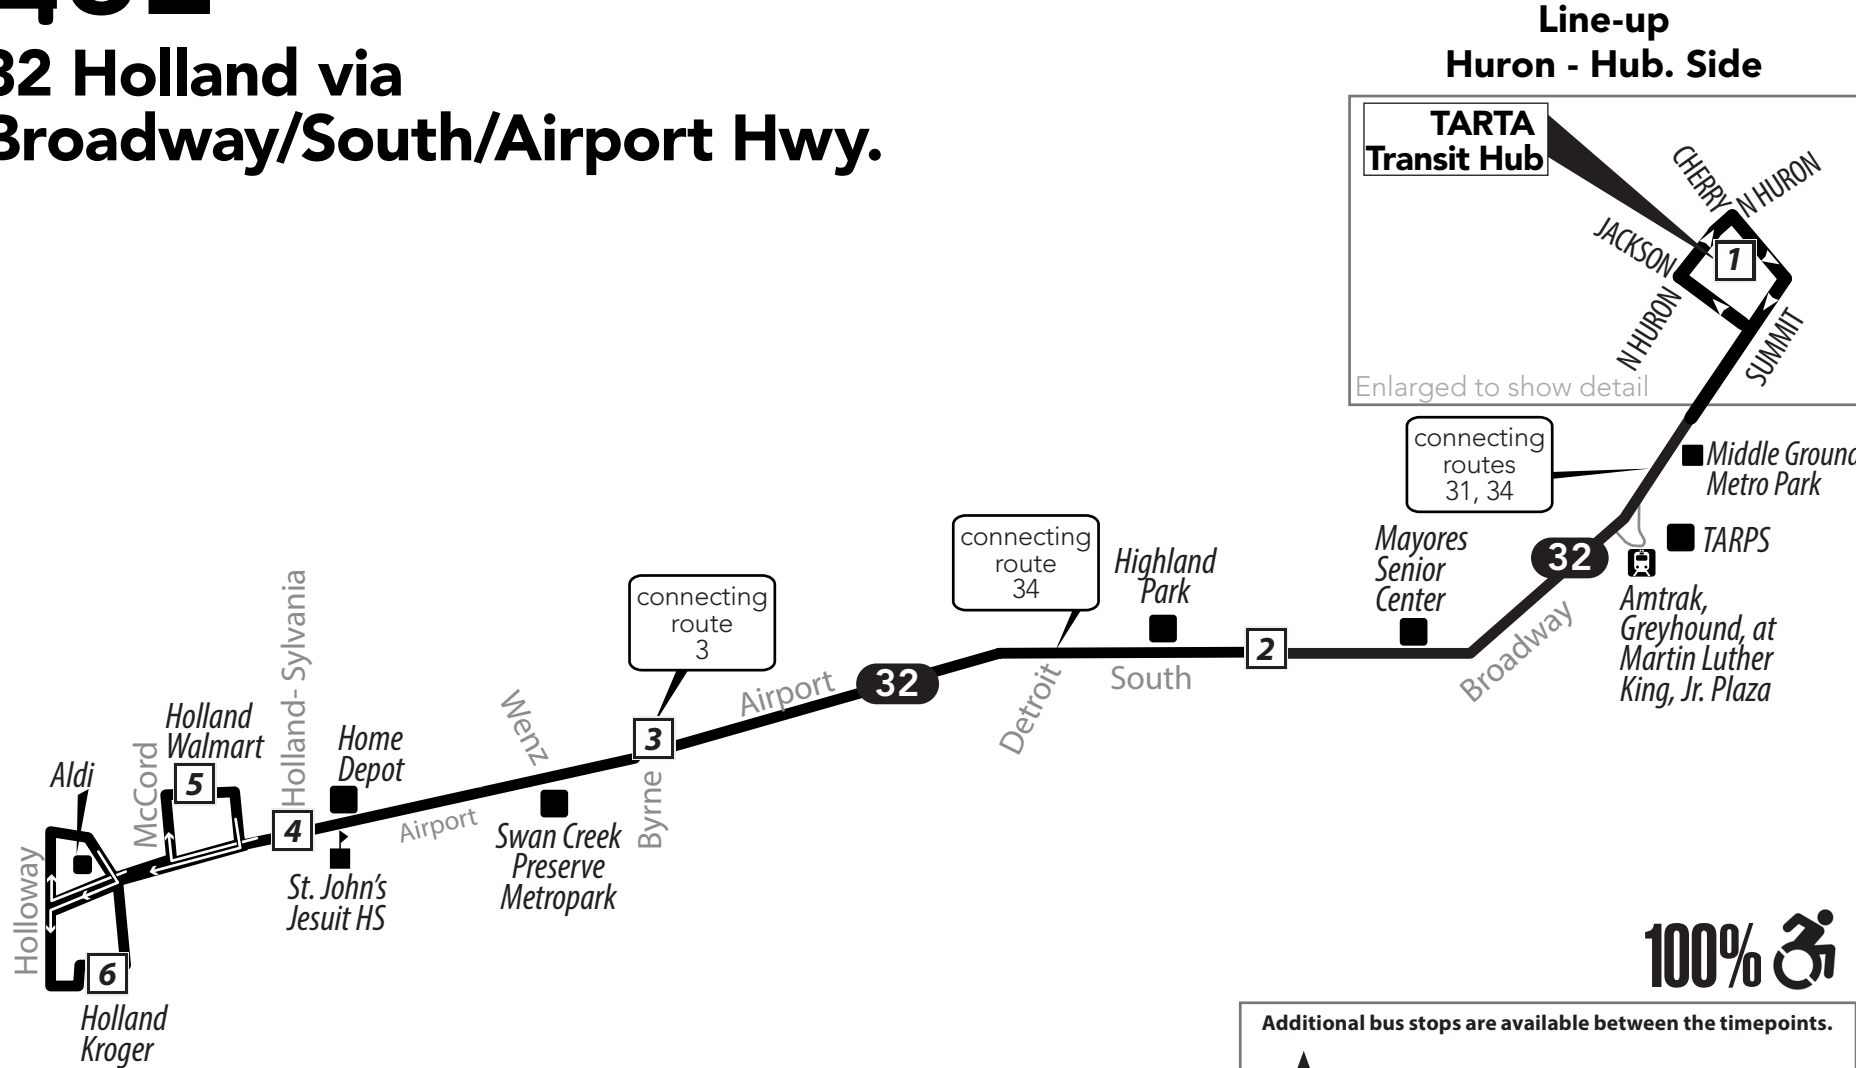 32 Holland via
Broadway/South/Airport Hwy.
Line-up
Huron - Hub. Side
TARTA
Transit Hub
CHERRY
N HURON
JACKSON
1
N HURON
SUMMIT
Enlarged to show detail
connecting
routes
31, 34
Middle Ground
Metro Park
TARPS
32
Amtrak,
Greyhound, at
Martin Luther
King, Jr. Plaza
Mayores
Senior
Center
Broadway
2
Highland
Park
South
connecting
route
34
Detroit
32
Airport
connecting
route
3
3
Byrne
Wenz
Swan Creek
Preserve
Metropark
Airport
Home
Depot
St. John's
Jesuit HS
Holland- Sylvania
4
Holland
Walmart
5
McCord
Aldi
Holloway
6
Holland
Kroger
100%
Additional bus stops are available between the timepoints.